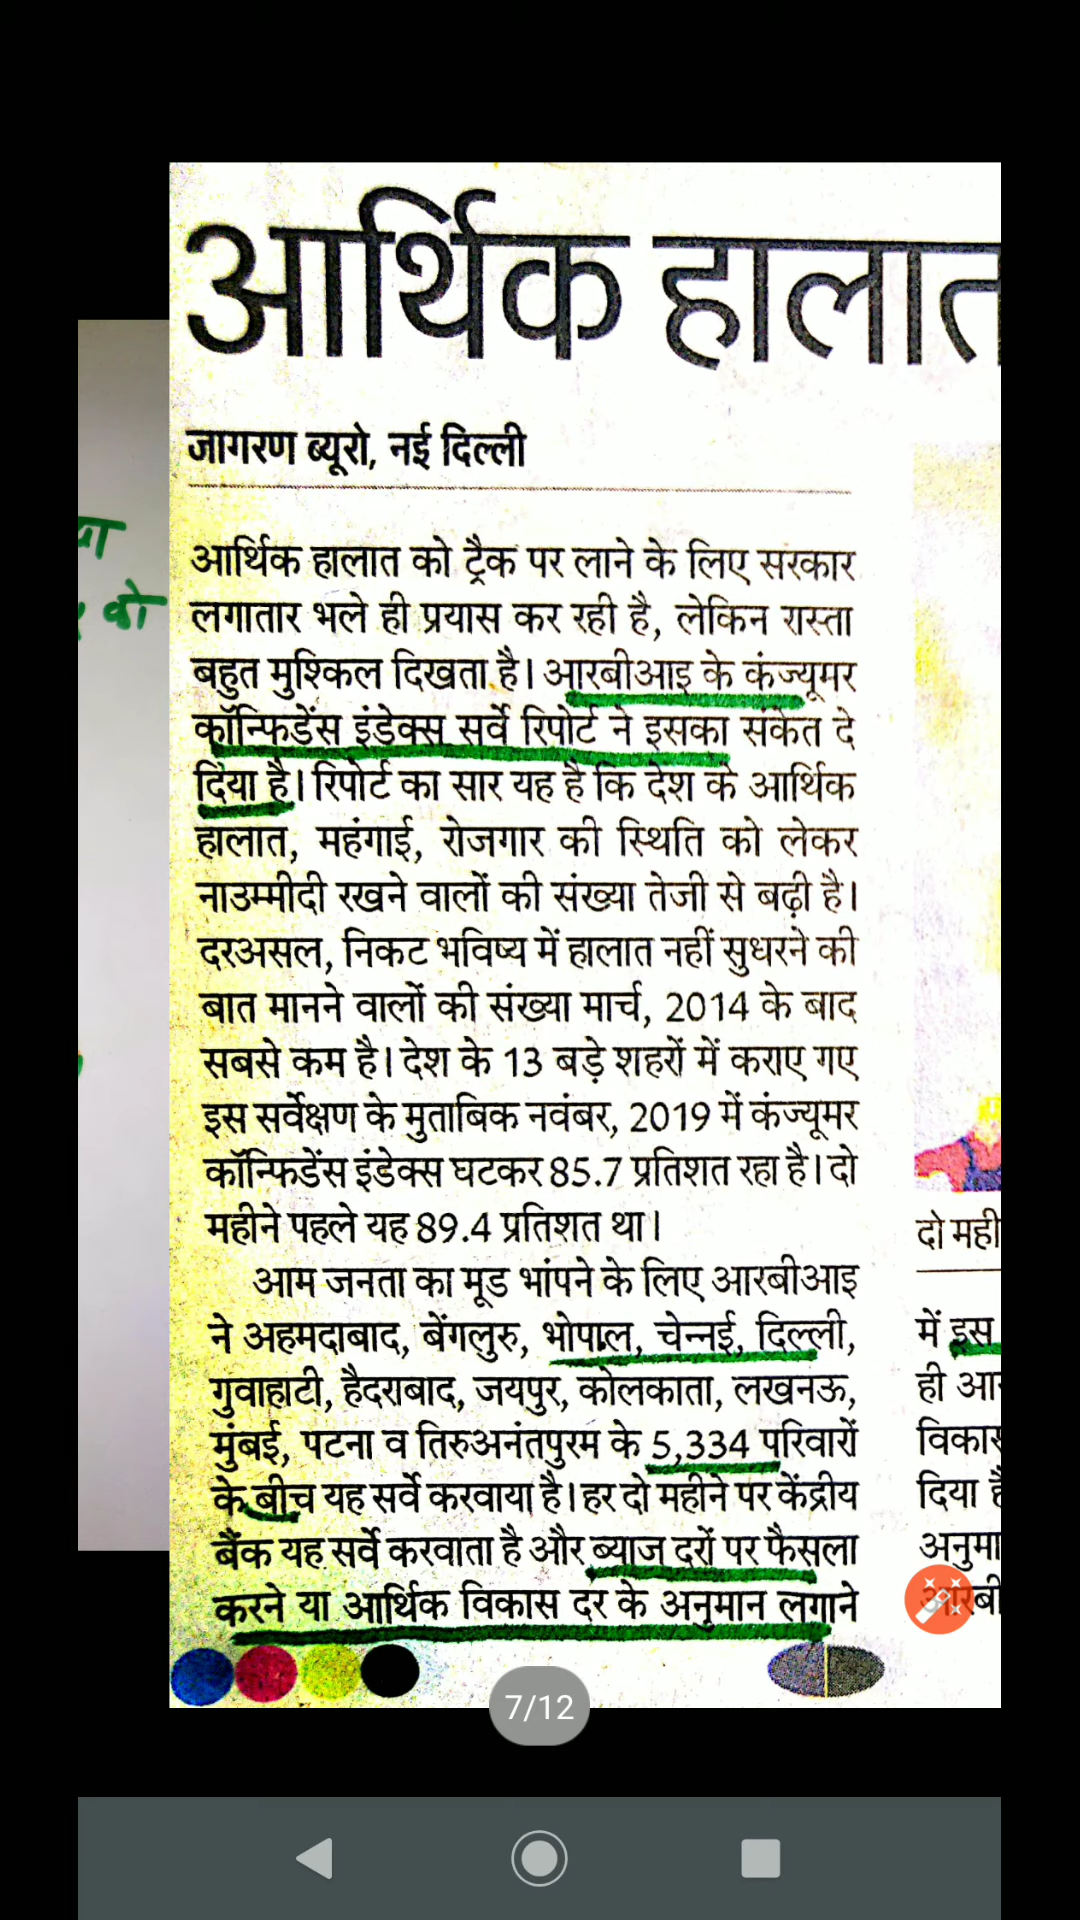 आर्थिक हालात
जागरण ब्यूरो, नई दिल्ली
आर्थिक हालात को ट्रैक पर लाने के लिए सरकार
लगातार भले ही प्रयास कर रही है, लेकिन रास्ता
बहुत मुश्किल दिखता है। आरबीआइ के कंज्यूमर
कॉन्फिडेंस इंडेक्स सर्वे रिपोर्ट ने इसका संकेत दे
दिया है। रिपोर्ट का सार यह है कि देश के आर्थिक
हालात, महंगाई, रोजगार की स्थिति को लेकर
नाउम्मीदी रखने वालों की संख्या तेजी से बढ़ी है।
दरअसल, निकट भविष्य में हालात नहीं सुधरने की
बात मानने वालों की संख्या मार्च, 2014 के बाद
सबसे कम है। देश के 13 बड़े शहरों में कराए गए
इस सर्वेक्षण के मुताबिक नवंबर, 2019 में कंज्यूमर
कॉन्फिडेंस इंडेक्स घटकर 85.7 प्रतिशत रहा है। दो
महीने पहले यह 89.4 प्रतिशत था।
आम जनता का मूड भांपने के लिए आरबीआइ
ने अहमदाबाद, बेंगलुरु, भोपाल, चेन्नई, दिल्ली,
गुवाहाटी, हैदराबाद, जयपुर, कोलकाता, लखनऊ,
मुंबई, पटना व तिरुअनंतपुरम के 5,334 परिवारों
के बीच यह सर्वे करवाया है। हर दो महीने पर केंद्रीय
बैंक यह सर्वे करवाता है और ब्याज दरों पर फैसला
करने या आर्थिक विकास दर के अनुमान लगाने
दो मही
में इस
ही
विकास
दिया
अनुमा
7/12